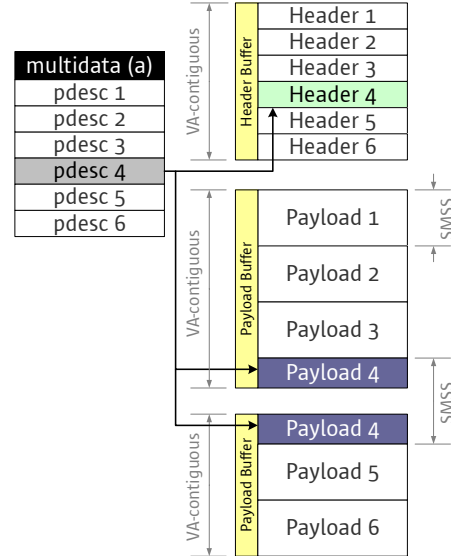 multidata (a)
pdesc 1
pdesc 2
pdesc 3
pdesc 4
pdesc 5
pdesc 6
VA-contiguous
Header Buffer
Header 1
Header 2
Header 3
Header 4
Header 5
Header 6
VA-contiguous
Payload Buffer
Payload 1
Payload 2
Payload 3
Payload 4
SMSS
SMSS
VA-contiguous
Payload Buffer
Payload 4
Payload 5
Payload 6